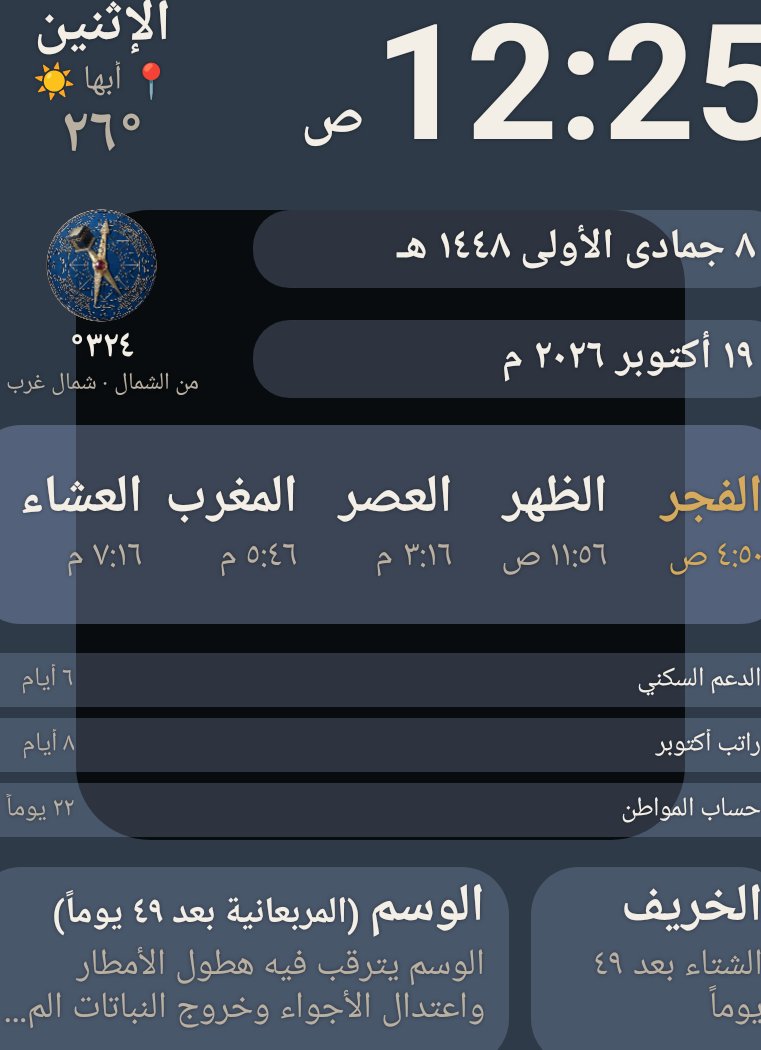 12:25 ص
الإثنين
أبها
٢٦°
٨ جمادى الأولى ١٤٤٨ هـ
١٩ أكتوبر ٢٠٢٦ م
٣٢٤°
من الشمال · شمال غرب
الفجر الظهر العصر المغرب العشاء
٤:٥٠ ص ١١:٥٦ ص ٣:١٦ م ٥:٤٦ م ٧:١٦ م
الدعم السكني ٦ أيام
راتب أكتوبر ٨ أيام
حساب المواطن ٢٢ يوماً
الخريف
الشتاء بعد ٤٩
يوماً
الوسم (المربعانية بعد ٤٩ يوماً)
الوسم يترقب فيه هطول الأمطار
واعتدال الأجواء وخروج النباتات الم...